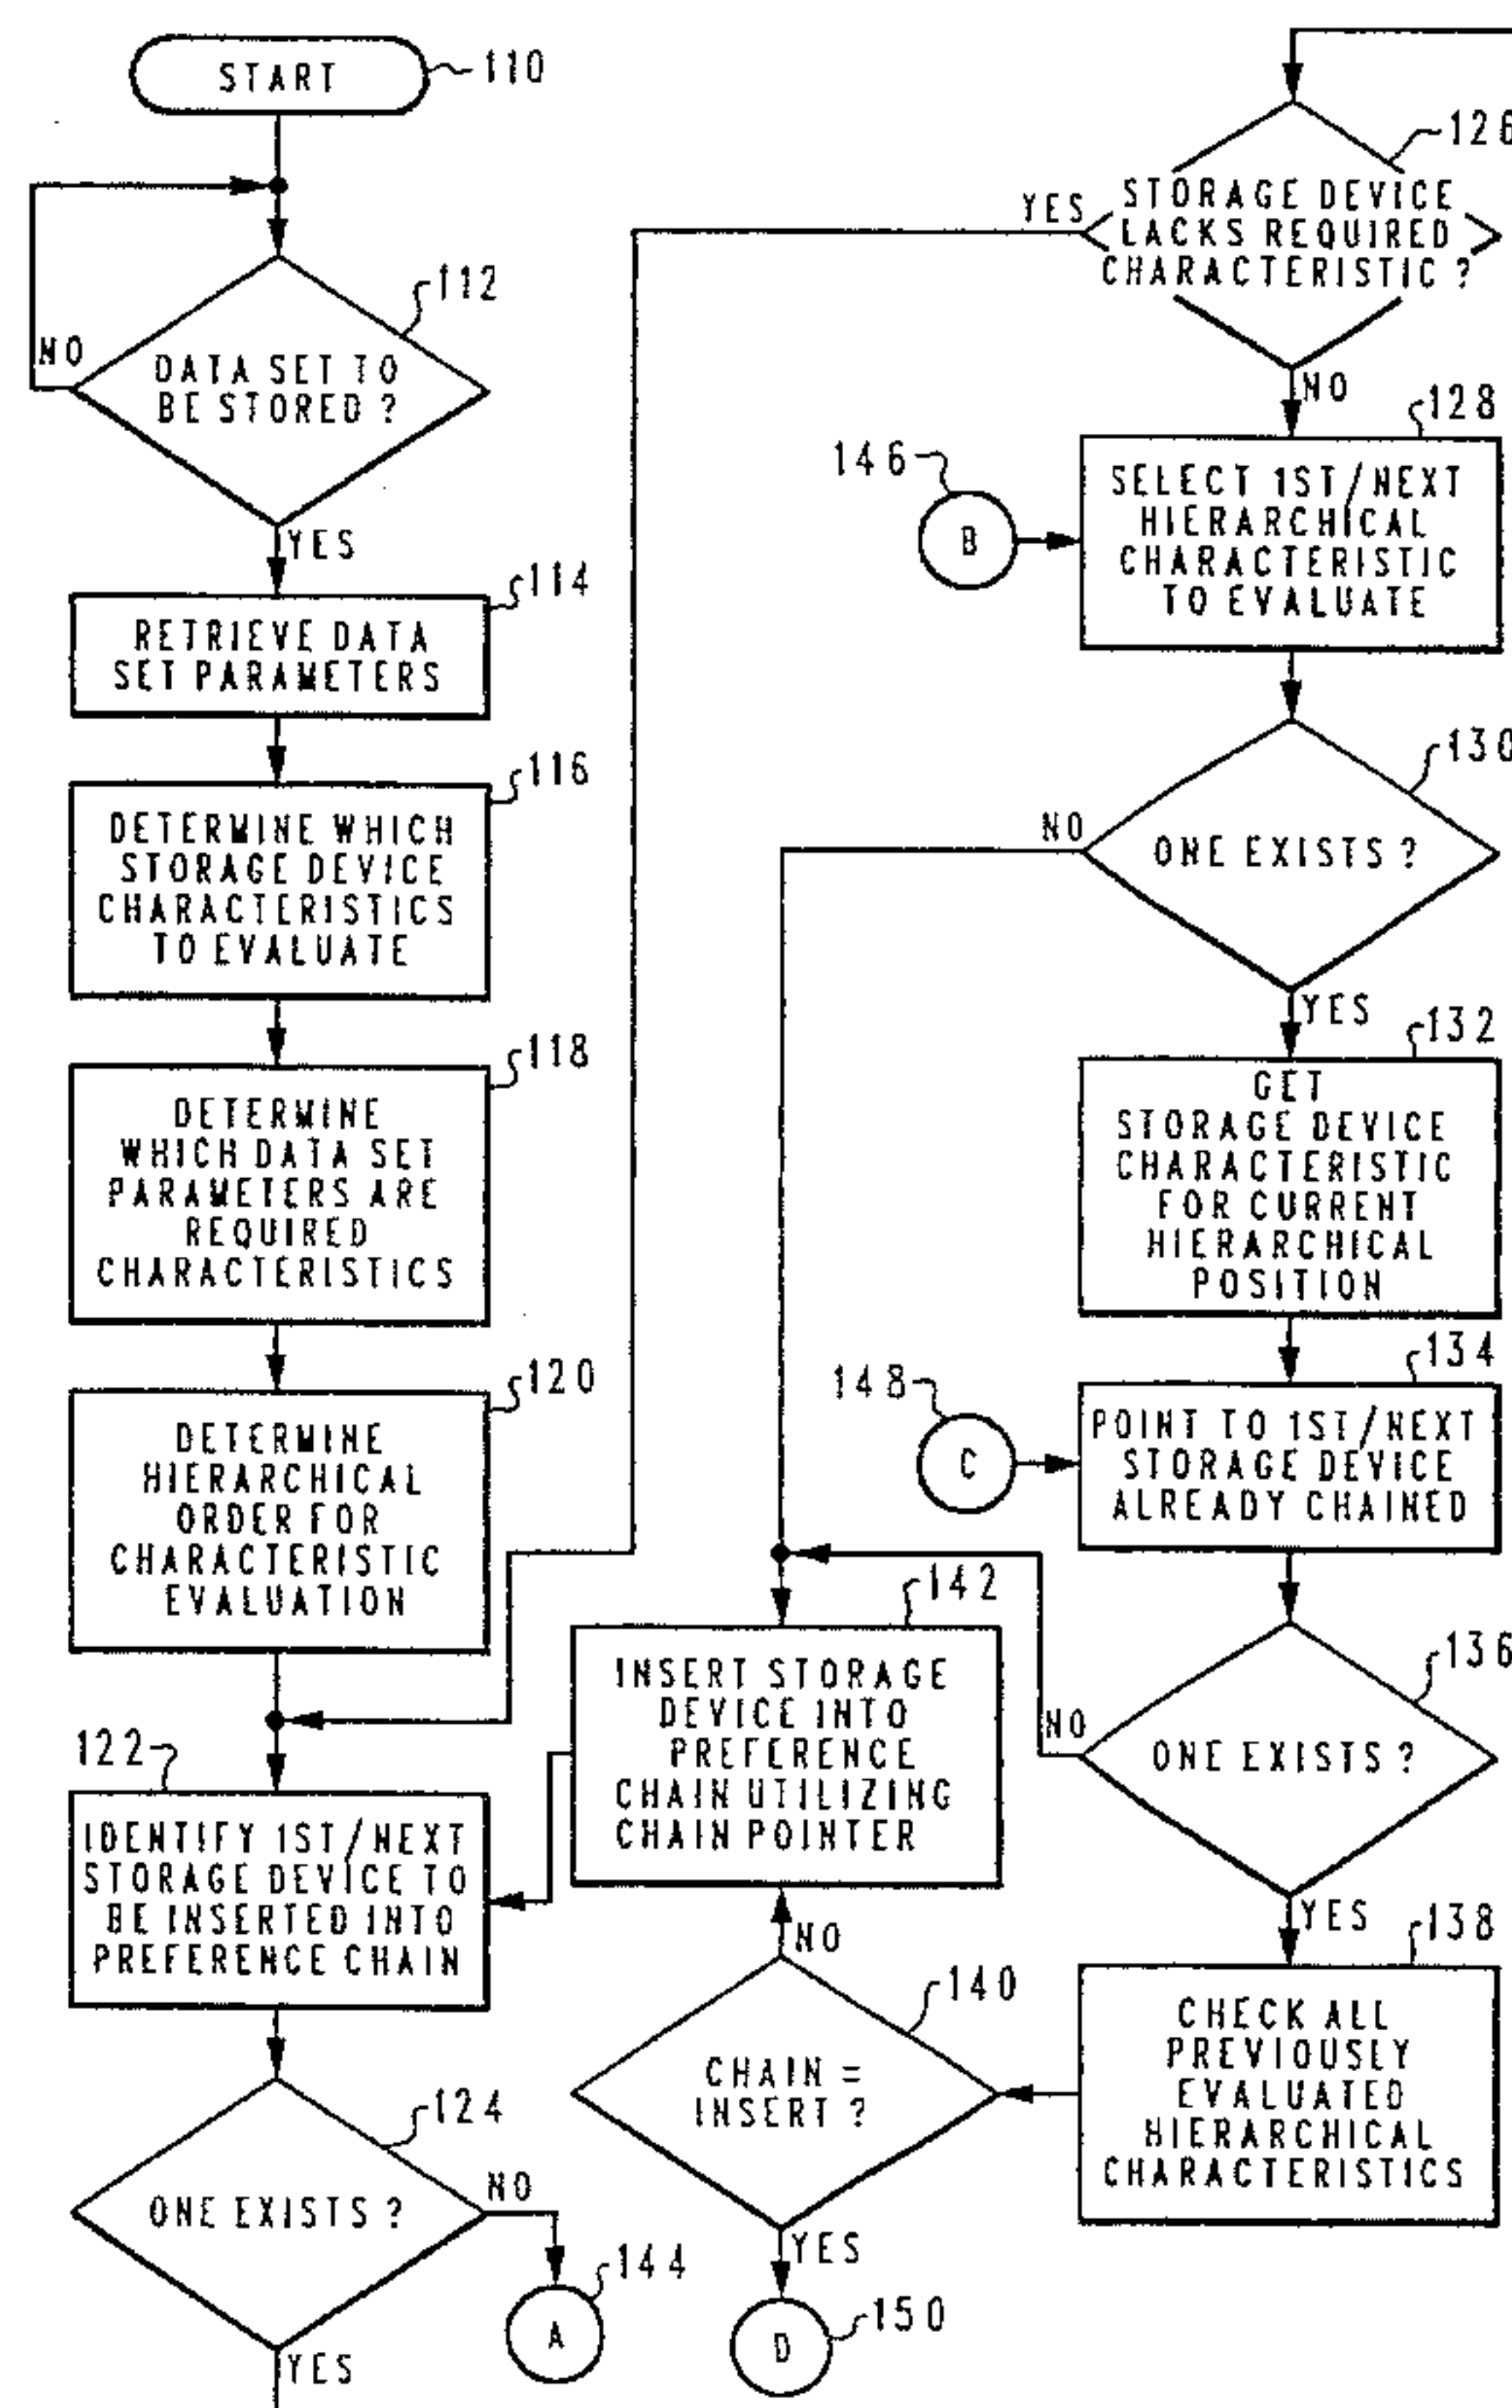 START
110
112
NO
DATA SET TO
BE STORED ?
YES
114
RETRIEVE DATA
SET PARAMETERS
116
DETERMINE WHICH
STORAGE DEVICE
CHARACTERISTICS
TO EVALUATE
118
DETERMINE
WHICH DATA SET
PARAMETERS ARE
REQUIRED
CHARACTERISTICS
120
DETERMINE
HIERARCHICAL
ORDER FOR
CHARACTERISTIC
EVALUATION
122
IDENTIFY 1ST/NEXT
STORAGE DEVICE TO
BE INSERTED INTO
PREFERENCE CHAIN
124
ONE EXISTS ?
NO
144
A
YES
126
YES
STORAGE DEVICE
LACKS REQUIRED
CHARACTERISTIC ?
NO
128
146
B
SELECT 1ST/NEXT
HIERARCHICAL
CHARACTERISTIC
TO EVALUATE
130
NO
ONE EXISTS ?
YES
132
GET
STORAGE DEVICE
CHARACTERISTIC
FOR CURRENT
HIERARCHICAL
POSITION
134
148
C
POINT TO 1ST/NEXT
STORAGE DEVICE
ALREADY CHAINED
136
NO
ONE EXISTS ?
YES
138
CHECK ALL
PREVIOUSLY
EVALUATED
HIERARCHICAL
CHARACTERISTICS
142
INSERT STORAGE
DEVICE INTO
PREFERENCE
CHAIN UTILIZING
CHAIN POINTER
NO
140
CHAIN =
INSERT ?
YES
150
D